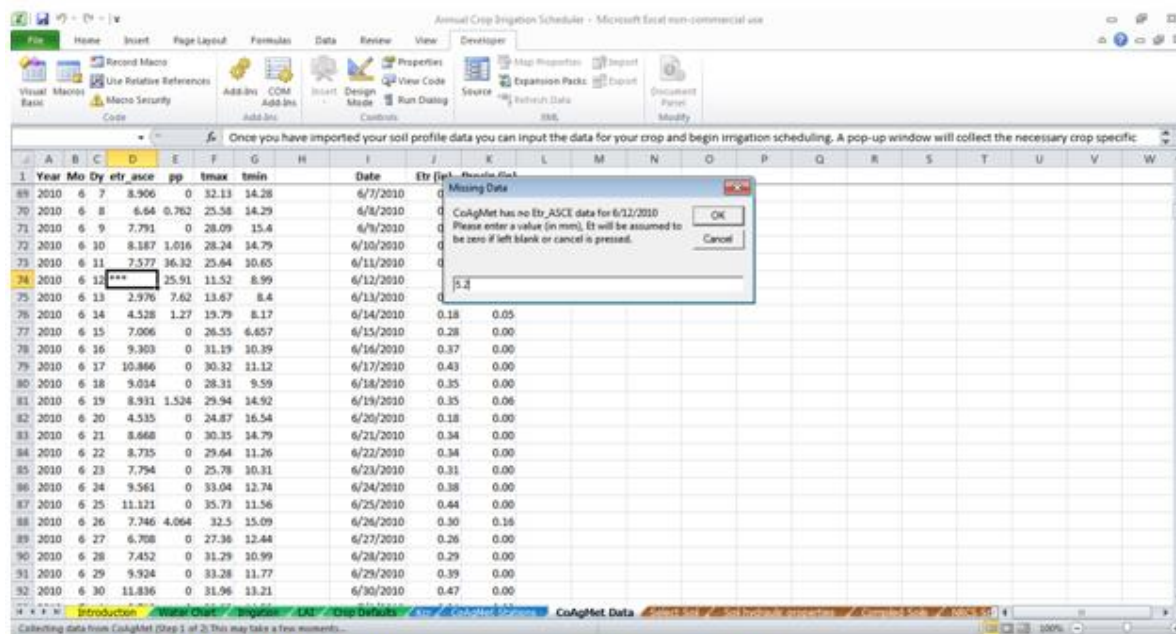 Annual Crop Irrigation Scheduler - Microsoft Excel non-commercial use
File Home Insert Page Layout Formulas Data Review View Developer
Visual Basic
Macros
Record Macro
Use Relative References
Macro Security
Code
Add-Ins
COM Add-Ins
Add-Ins
Insert
Design Mode
Properties
View Code
Run Dialog
Controls
Source
Map Properties
Expansion Packs
Refresh Data
Import
Export
XML
Document Panel
Modify
fx Once you have imported your soil profile data you can input the data for your crop and begin irrigation scheduling. A pop-up window will collect the necessary crop specific
A B C D E F G H I J K L M N O P Q R S T U V W
1 Year Mo Dy etr_asce pp tmax tmin Date Etr (in)
69 2010 6 7 8.906 0 32.13 14.28 6/7/2010
70 2010 6 8 6.64 0.762 25.58 14.29 6/8/2010
71 2010 6 9 7.791 0 28.09 15.4 6/9/2010
72 2010 6 10 8.187 1.016 28.24 14.79 6/10/2010
73 2010 6 11 7.577 36.32 25.64 10.65 6/11/2010
74 2010 6 12 *** 25.91 11.52 8.99 6/12/2010
75 2010 6 13 2.976 7.62 13.67 8.4 6/13/2010
76 2010 6 14 4.528 1.27 19.79 8.17 6/14/2010 0.18 0.05
77 2010 6 15 7.006 0 26.55 6.657 6/15/2010 0.28 0.00
78 2010 6 16 9.303 0 31.19 10.39 6/16/2010 0.37 0.00
79 2010 6 17 10.866 0 30.32 11.12 6/17/2010 0.43 0.00
80 2010 6 18 9.014 0 28.31 9.59 6/18/2010 0.35 0.00
81 2010 6 19 8.931 1.524 29.94 14.92 6/19/2010 0.35 0.06
82 2010 6 20 4.535 0 24.87 16.54 6/20/2010 0.18 0.00
83 2010 6 21 8.668 0 30.35 14.79 6/21/2010 0.34 0.00
84 2010 6 22 8.735 0 29.64 11.26 6/22/2010 0.34 0.00
85 2010 6 23 7.794 0 25.78 10.31 6/23/2010 0.31 0.00
86 2010 6 24 9.561 0 33.04 12.74 6/24/2010 0.38 0.00
87 2010 6 25 11.121 0 35.73 11.56 6/25/2010 0.44 0.00
88 2010 6 26 7.746 4.064 32.5 15.09 6/26/2010 0.30 0.16
89 2010 6 27 6.708 0 27.36 12.44 6/27/2010 0.26 0.00
90 2010 6 28 7.452 0 31.29 10.99 6/28/2010 0.29 0.00
91 2010 6 29 9.924 0 33.28 11.77 6/29/2010 0.39 0.00
92 2010 6 30 11.836 0 31.96 13.21 6/30/2010 0.47 0.00
Missing Data
CoAgMet has no Etr_ASCE data for 6/12/2010
Please enter a value (in mm), Et will be assumed to
be zero if left blank or cancel is pressed.
OK
Cancel
5.2
Introduction Water Chart Irrigation LAI Crop Defaults Kcr CoAgMet Stations CoAgMet Data Select Soil Soil hydraulic properties Compiled Soils
Collecting data from CoAgMet (Step 1 of 2) This may take a few moments...
100%